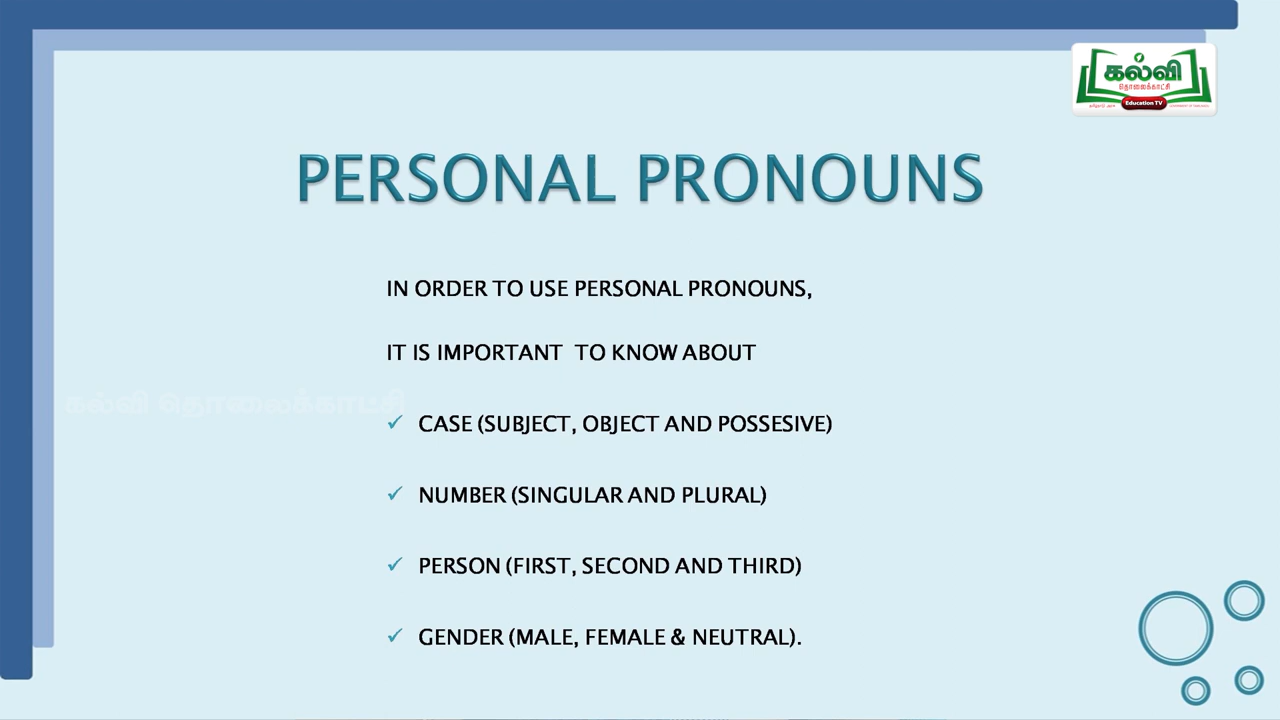 கல்வி
தொலைக்காட்சி
Education TV
PERSONAL PRONOUNS
IN ORDER TO USE PERSONAL PRONOUNS,
IT IS IMPORTANT TO KNOW ABOUT
கல்வி தொலைக்காட்சி
✓ CASE (SUBJECT, OBJECT AND POSSESIVE)
✓ NUMBER (SINGULAR AND PLURAL)
✓ PERSON (FIRST, SECOND AND THIRD)
✓ GENDER (MALE, FEMALE & NEUTRAL).